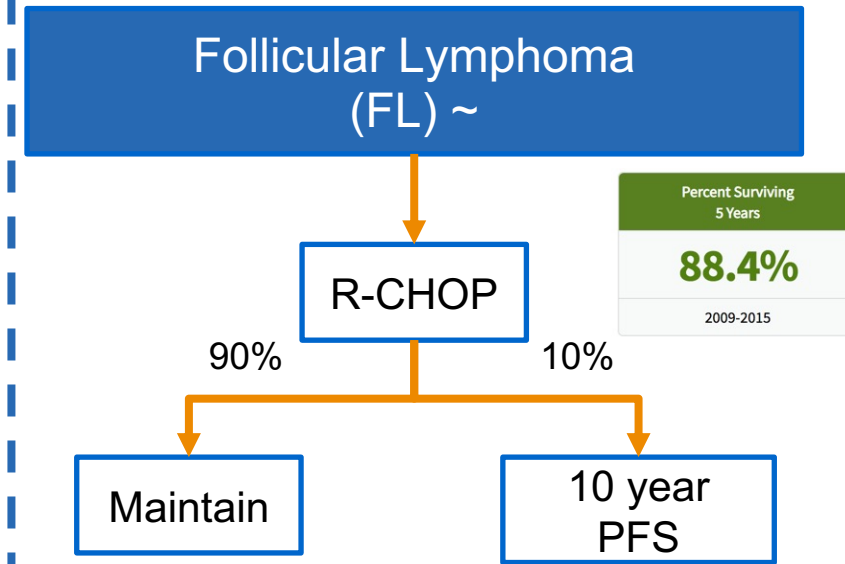 Follicular Lymphoma
(FL) ~
Percent Surviving
5 Years
88.4%
2009-2015
R-CHOP
90%
10%
Maintain
10 year
PFS